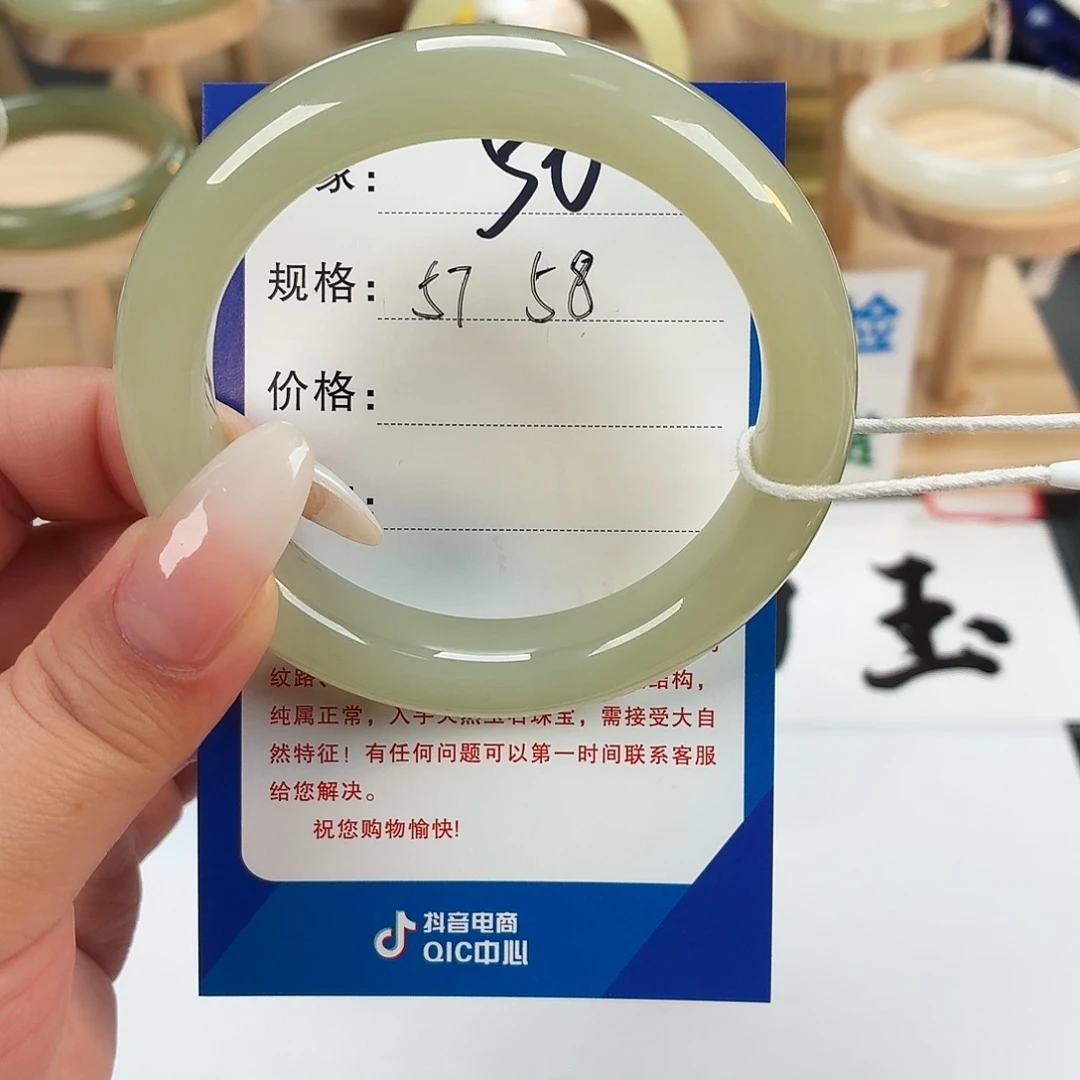 家： 50
规格： 57 58
价格：
纹路、 结构，
纯属正常，入手天然玉石珠宝，需接受大自
然特征！有任何问题可以第一时间联系客服
给您解决。
祝您购物愉快!
抖音电商
QIC中心
检
玉